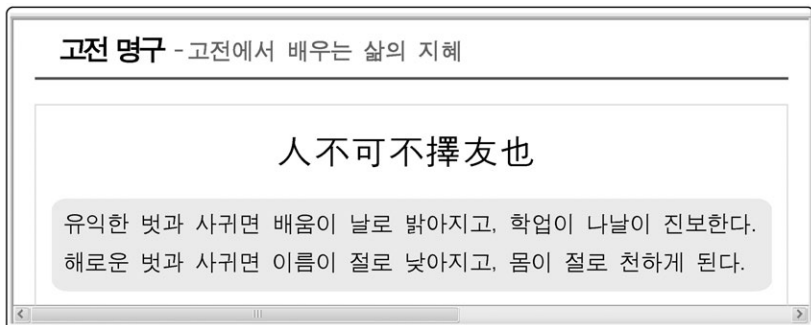 고전 명구 - 고전에서 배우는 삶의 지혜
人不可不擇友也
유익한 벗과 사귀면 배움이 날로 밝아지고, 학업이 나날이 진보한다.
해로운 벗과 사귀면 이름이 절로 낮아지고, 몸이 절로 천하게 된다.